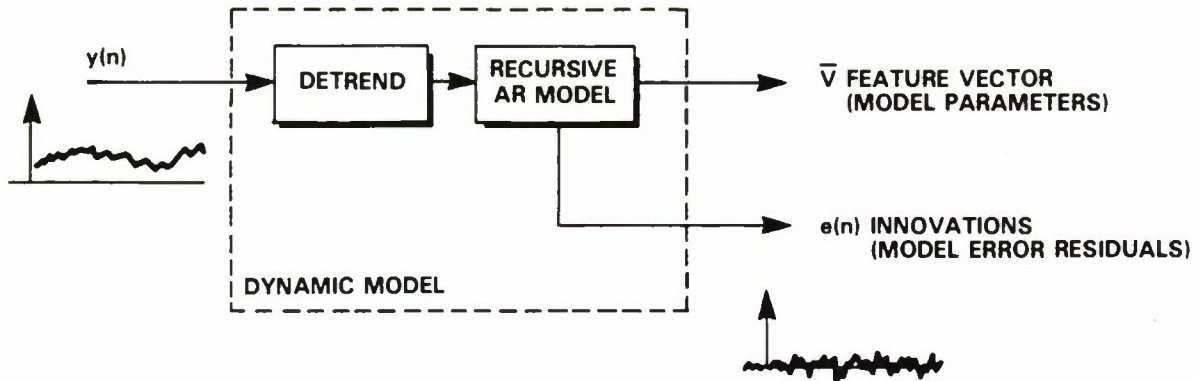 y(n)
DETREND
RECURSIVE
AR MODEL
V̅ FEATURE VECTOR
(MODEL PARAMETERS)
e(n) INNOVATIONS
(MODEL ERROR RESIDUALS)
DYNAMIC MODEL